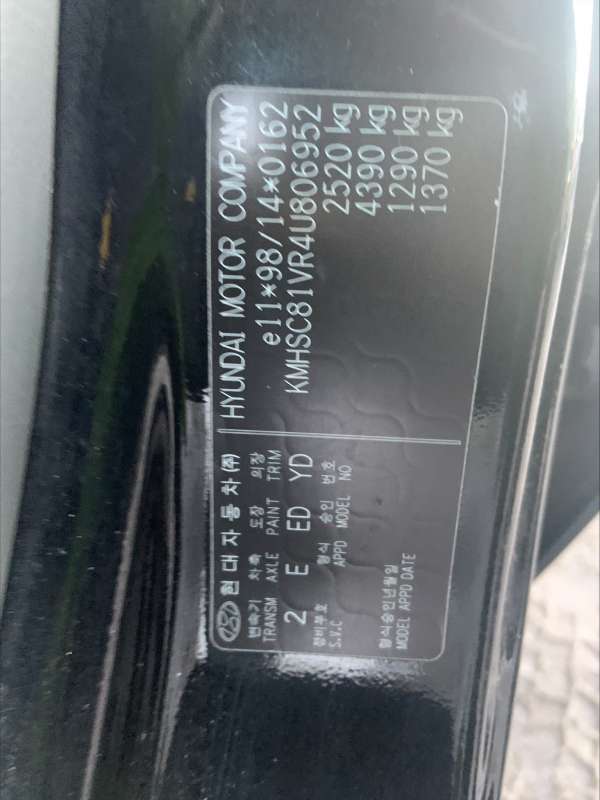 현대자동차(주) HYUNDAI MOTOR COMPANY
변속기 차축 도장 의장
TRANSM AXLE PAINT TRIM
e11*98/14*0162
2 E ED YD
KMHSC81VR4U806952
장비부호 형식 승인 번호
S.V.C APPD MODEL NO
2520 kg
4390 kg
형식승인년월일
1290 kg
MODEL APPD DATE
1370 kg